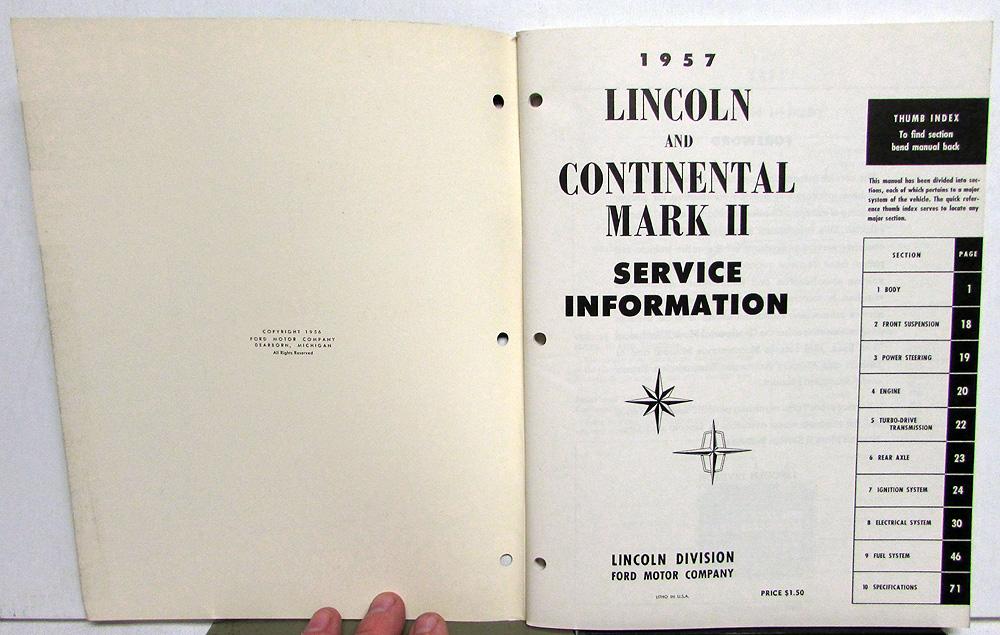 COPYRIGHT 1956
FORD MOTOR COMPANY
DEARBORN, MICHIGAN
All Rights Reserved
1957
LINCOLN
AND
CONTINENTAL
MARK II
SERVICE
INFORMATION
LINCOLN DIVISION
FORD MOTOR COMPANY
LITHO IN U.S.A.
PRICE $1.50
THUMB INDEX
To find section
bend manual back
This manual has been divided into sec-
tions, each of which pertains to a major
system of the vehicle. The quick refer-
ence thumb index serves to locate any
major section.
SECTION PAGE
1 BODY 1
2 FRONT SUSPENSION 18
3 POWER STEERING 19
4 ENGINE 20
5 TURBO-DRIVE
TRANSMISSION 22
6 REAR AXLE 23
7 IGNITION SYSTEM 24
8 ELECTRICAL SYSTEM 30
9 FUEL SYSTEM 46
10 SPECIFICATIONS 71